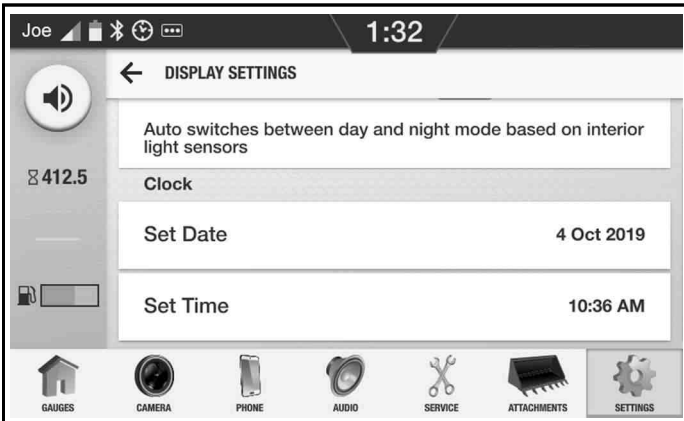 Joe
1:32
DISPLAY SETTINGS
Auto switches between day and night mode based on interior
light sensors
412.5
Clock
Set Date 4 Oct 2019
Set Time 10:36 AM
GAUGES CAMERA PHONE AUDIO SERVICE ATTACHMENTS SETTINGS